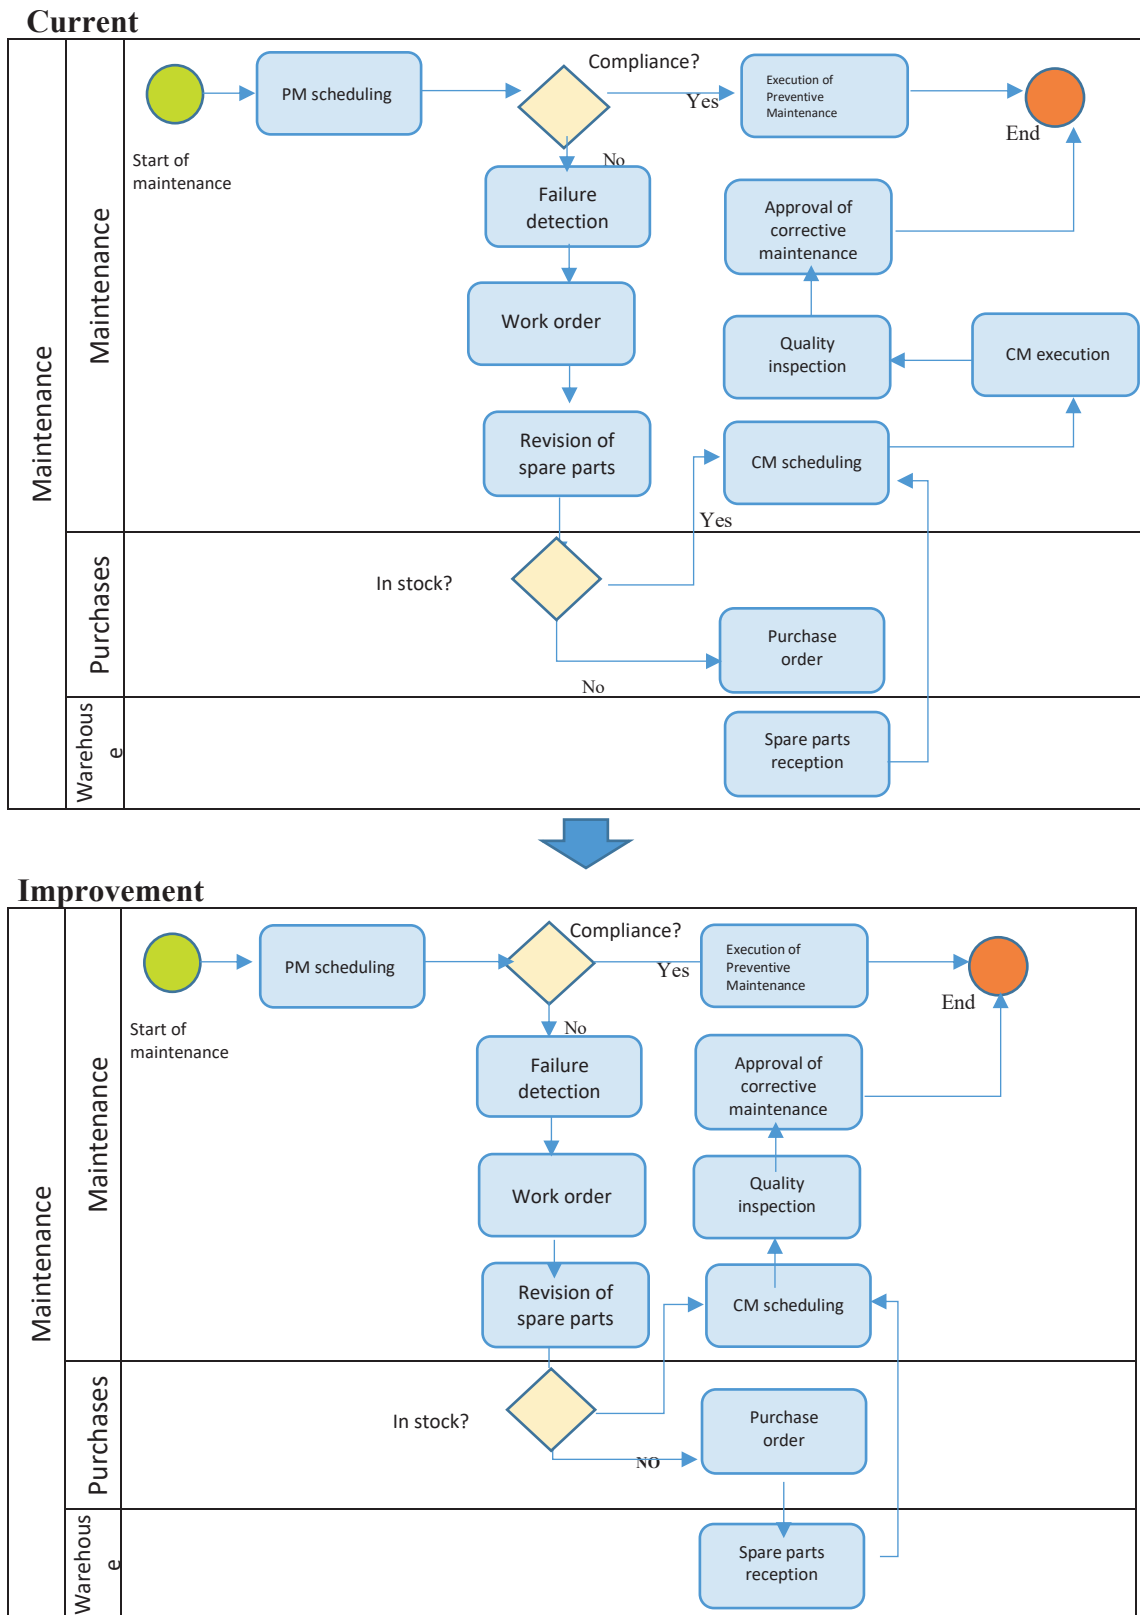 Current
Maintenance
Maintenance
Start of
maintenance
PM scheduling
Compliance?
Yes
Execution of
Preventive
Maintenance
End
No
Failure
detection
Approval of
corrective
maintenance
Work order
Quality
inspection
CM execution
Revision of
spare parts
CM scheduling
Yes
Purchases
In stock?
Purchase
order
No
Warehous
e
Spare parts
reception
Improvement
Maintenance
Maintenance
Start of
maintenance
PM scheduling
Compliance?
Yes
Execution of
Preventive
Maintenance
End
No
Failure
detection
Approval of
corrective
maintenance
Work order
Quality
inspection
Revision of
spare parts
CM scheduling
Purchases
In stock?
Purchase
order
NO
Warehous
e
Spare parts
reception